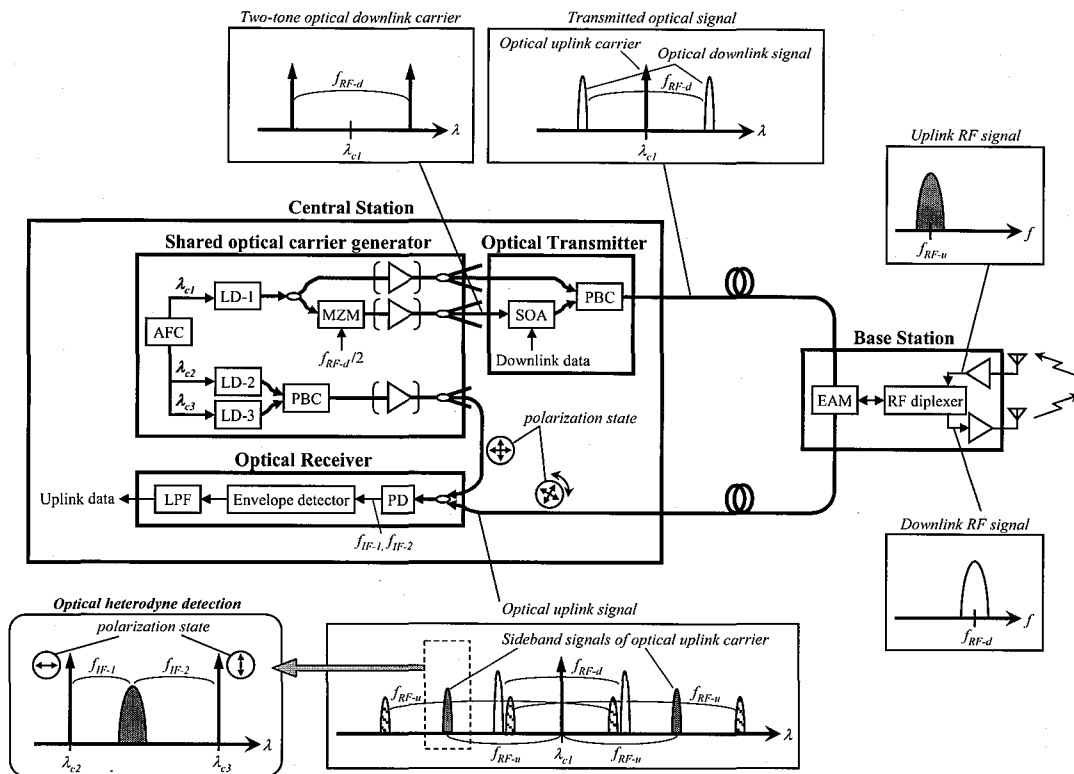 Two-tone optical downlink carrier
f_RF-d
λ
λ_c1
Transmitted optical signal
Optical uplink carrier
Optical downlink signal
f_RF-d
λ
λ_c1
Uplink RF signal
f
f_RF-u
Central Station
Shared optical carrier generator
Optical Transmitter
λ_c1
LD-1
AFC
MZM
f_RF-d/2
λ_c2
LD-2
λ_c3
LD-3
PBC
SOA
PBC
Downlink data
Base Station
EAM
RF diplexer
polarization state
Optical Receiver
Uplink data
LPF
Envelope detector
PD
f_IF-1, f_IF-2
Downlink RF signal
f
f_RF-d
Optical heterodyne detection
polarization state
f_IF-1
f_IF-2
λ
λ_c2
λ_c3
Optical uplink signal
Sideband signals of optical uplink carrier
f_RF-d
f_RF-u
f_RF-u
λ
f_RF-u
λ_c1
f_RF-u